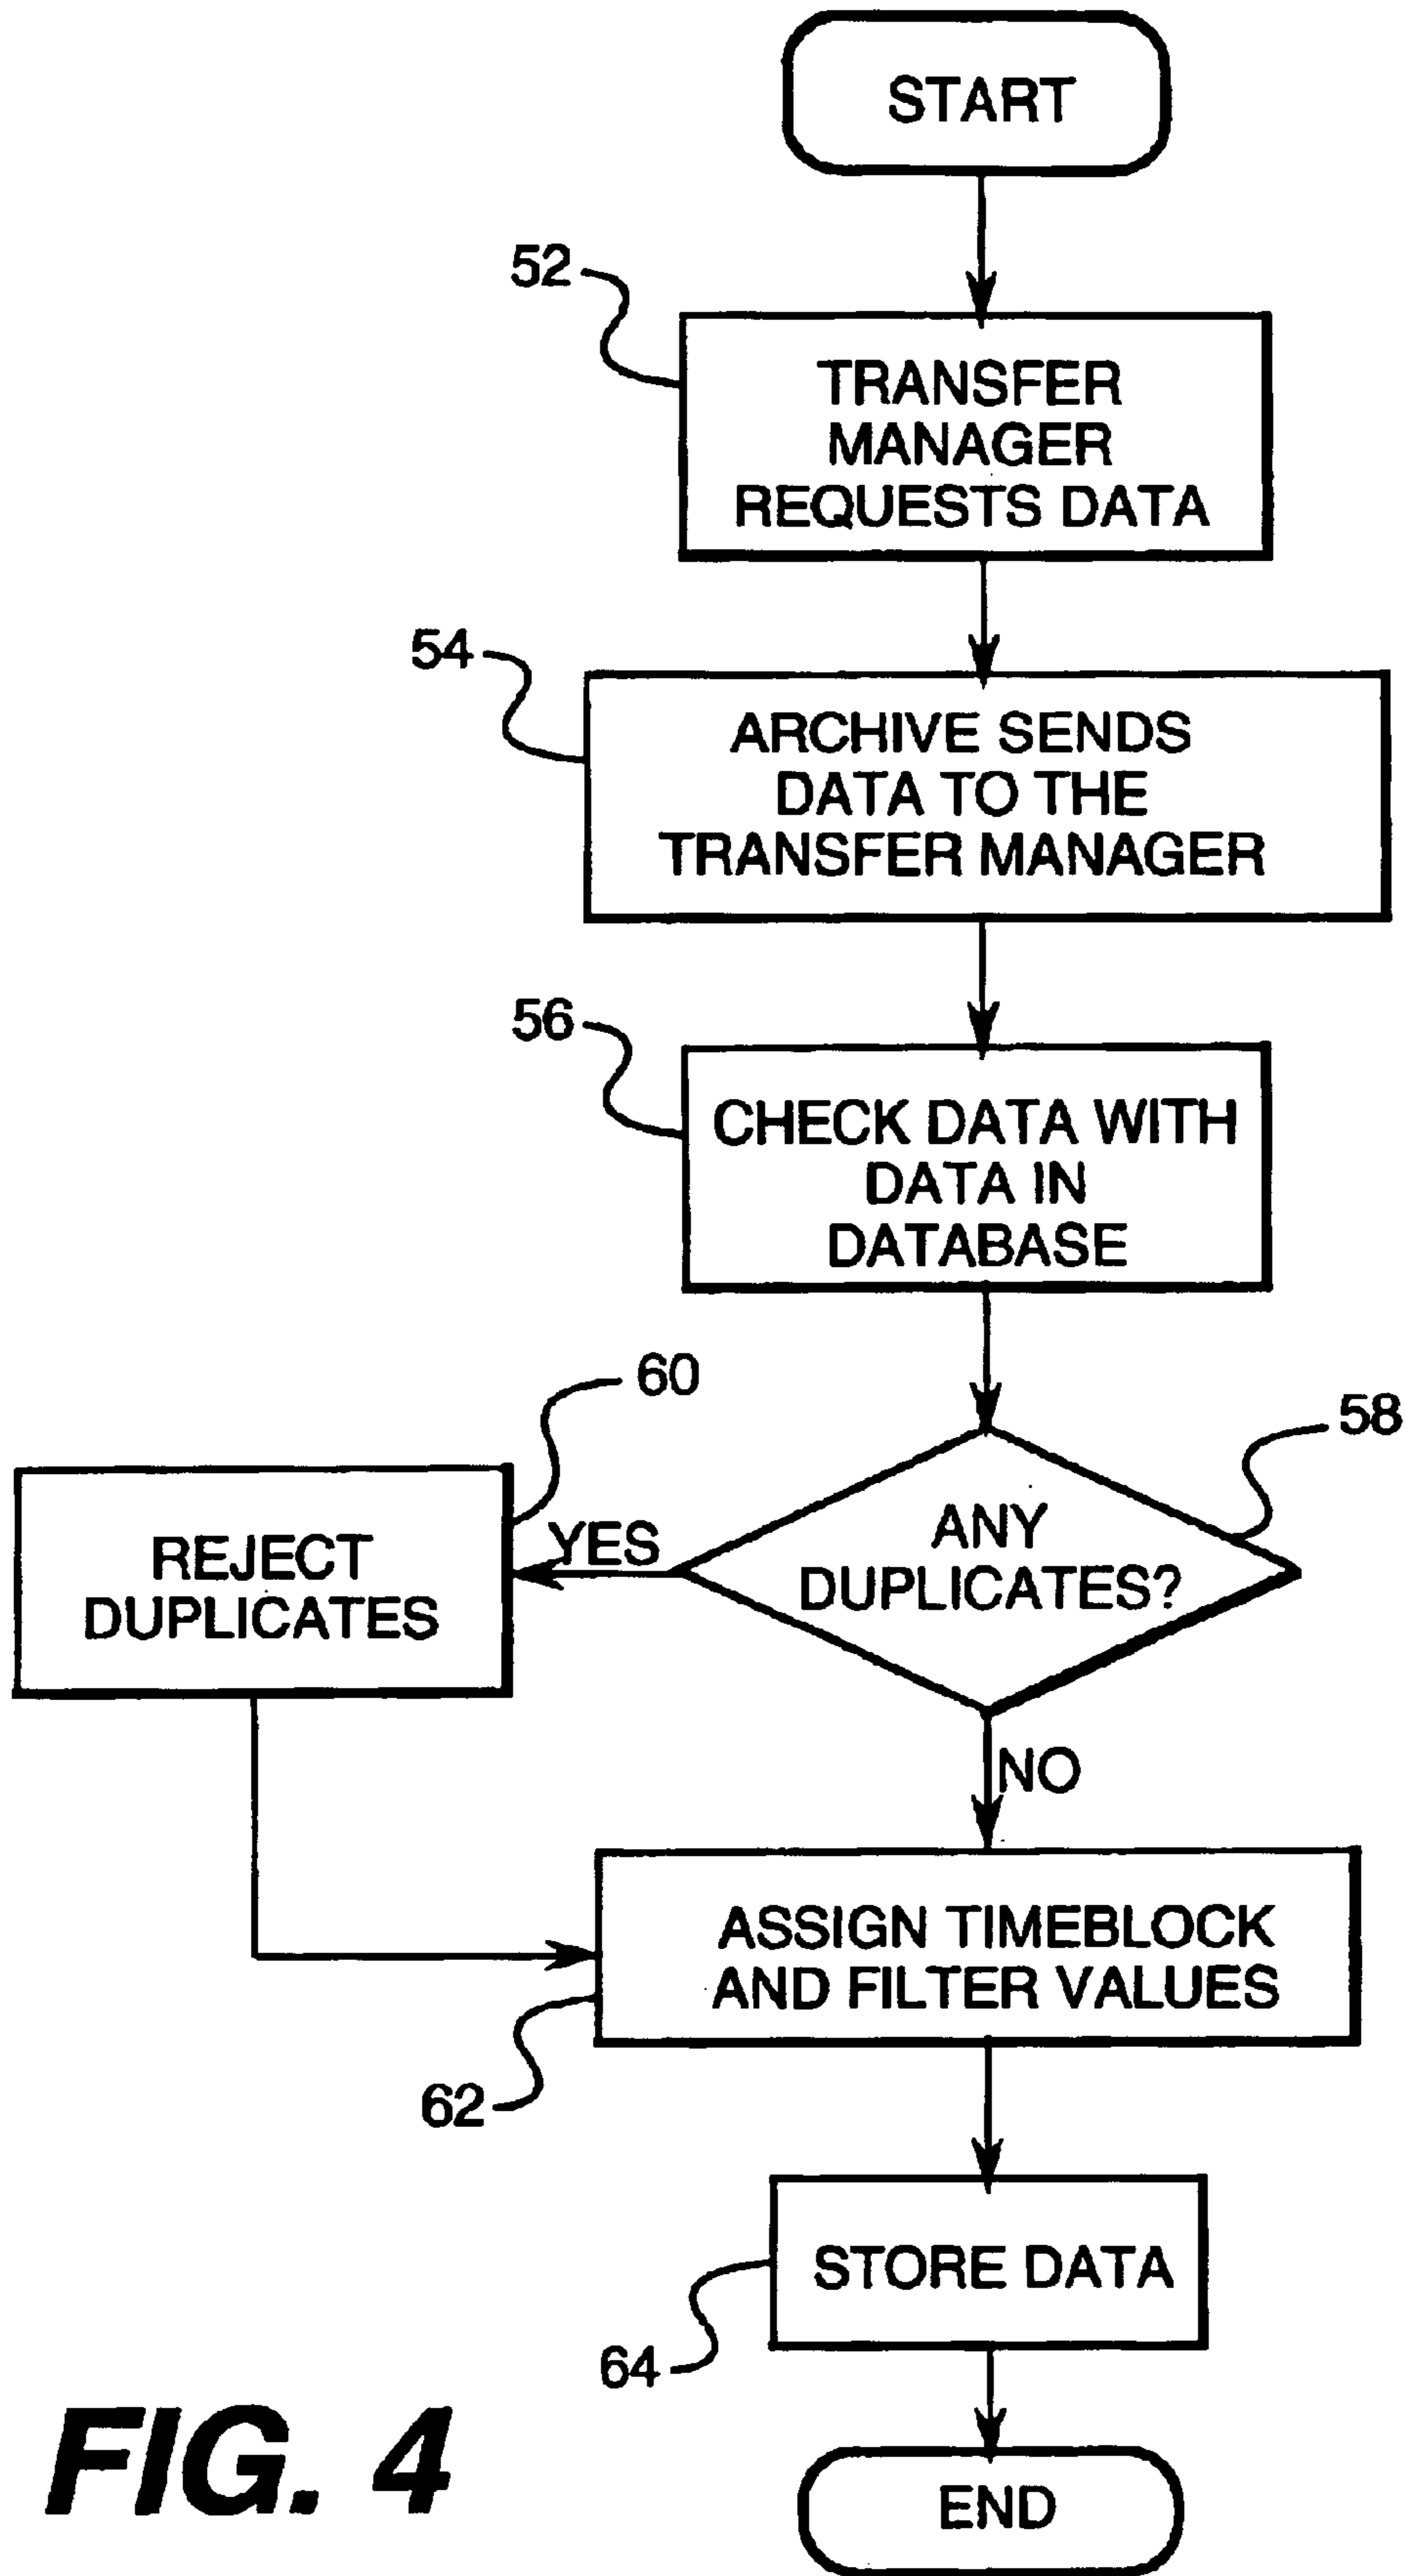 START
52
TRANSFER
MANAGER
REQUESTS DATA
54
ARCHIVE SENDS
DATA TO THE
TRANSFER MANAGER
56
CHECK DATA WITH
DATA IN
DATABASE
60
58
REJECT
DUPLICATES
YES
ANY
DUPLICATES?
NO
ASSIGN TIMEBLOCK
AND FILTER VALUES
62
STORE DATA
64
END
FIG. 4